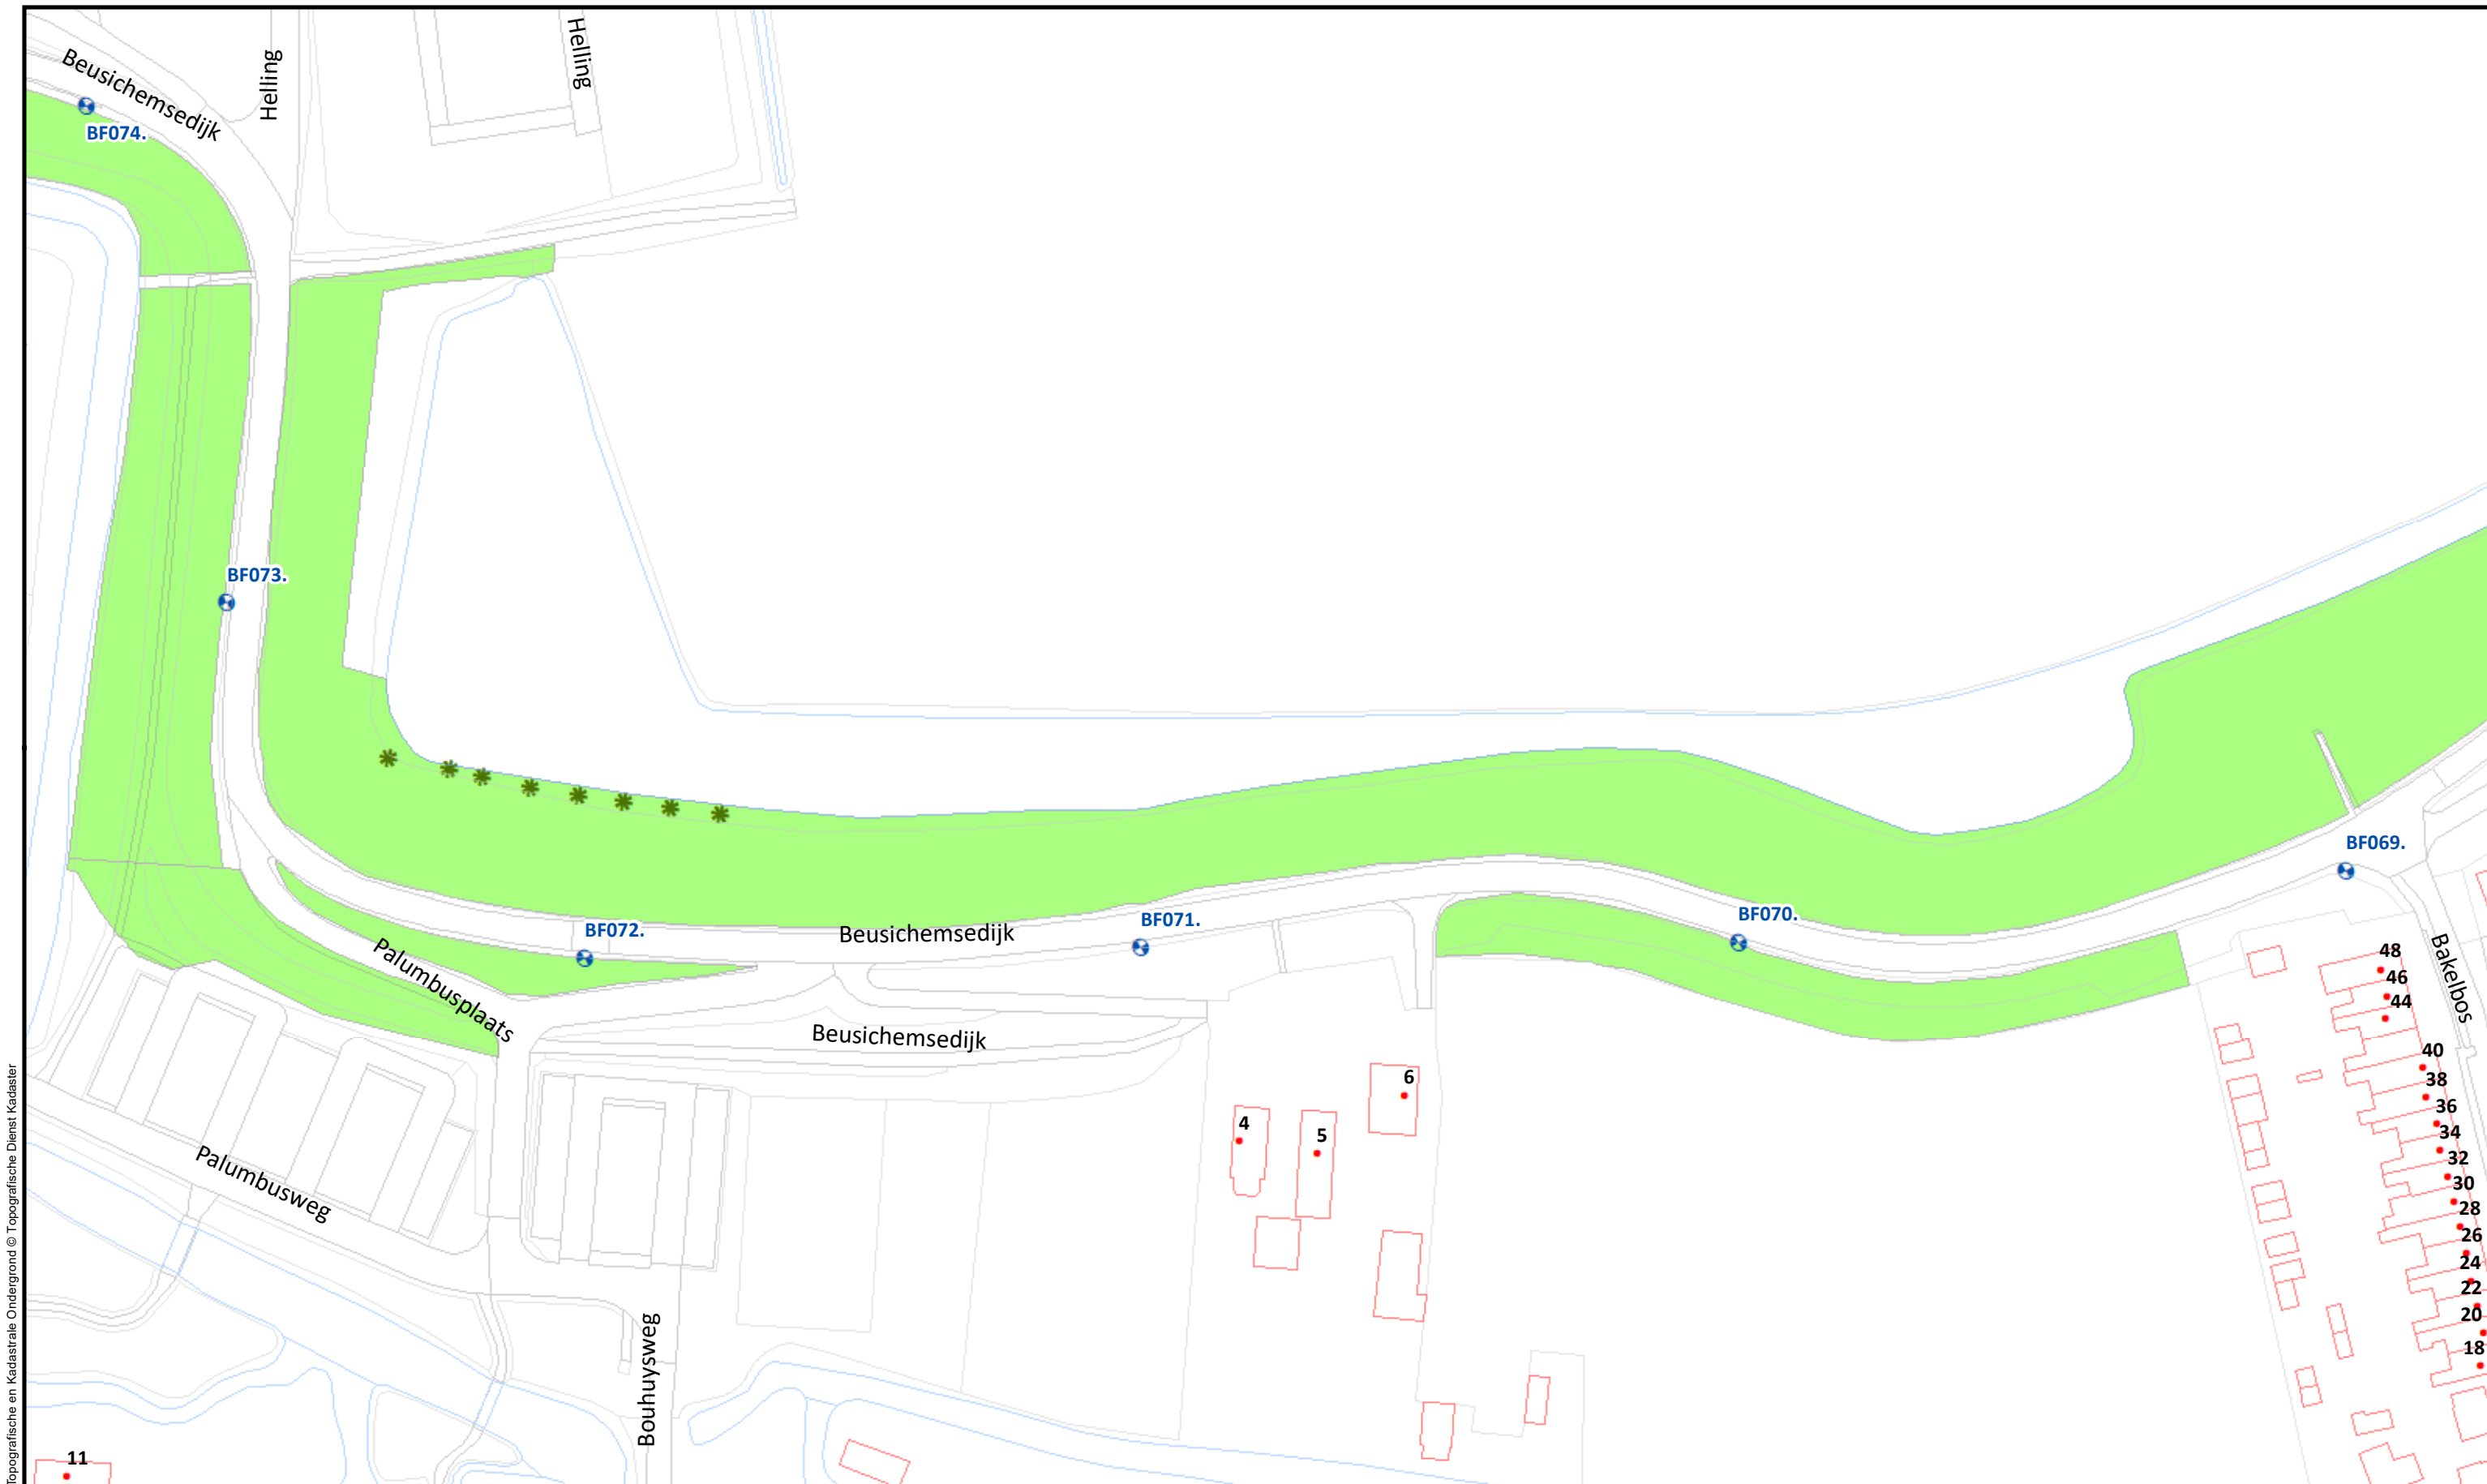 Beusichemsedijk
Helling
Helling
BF074.
BF073.
BF069.
BF070.
BF071.
BF072.
Beusichemsedijk
Palumbusplaats
Beusichemsedijk
Bakelbos
48
46
44
40
38
36
34
32
30
28
26
24
22
20
18
6
4
5
Palumbusweg
Bouhuysweg
11
Topografische en Kadastrale Ondergrond © Topografische Dienst Kadaster